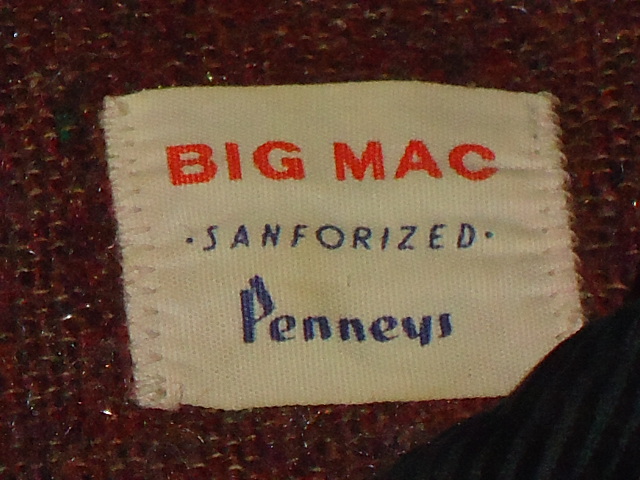 BIG MAC
·SANFORIZED·
Penneys